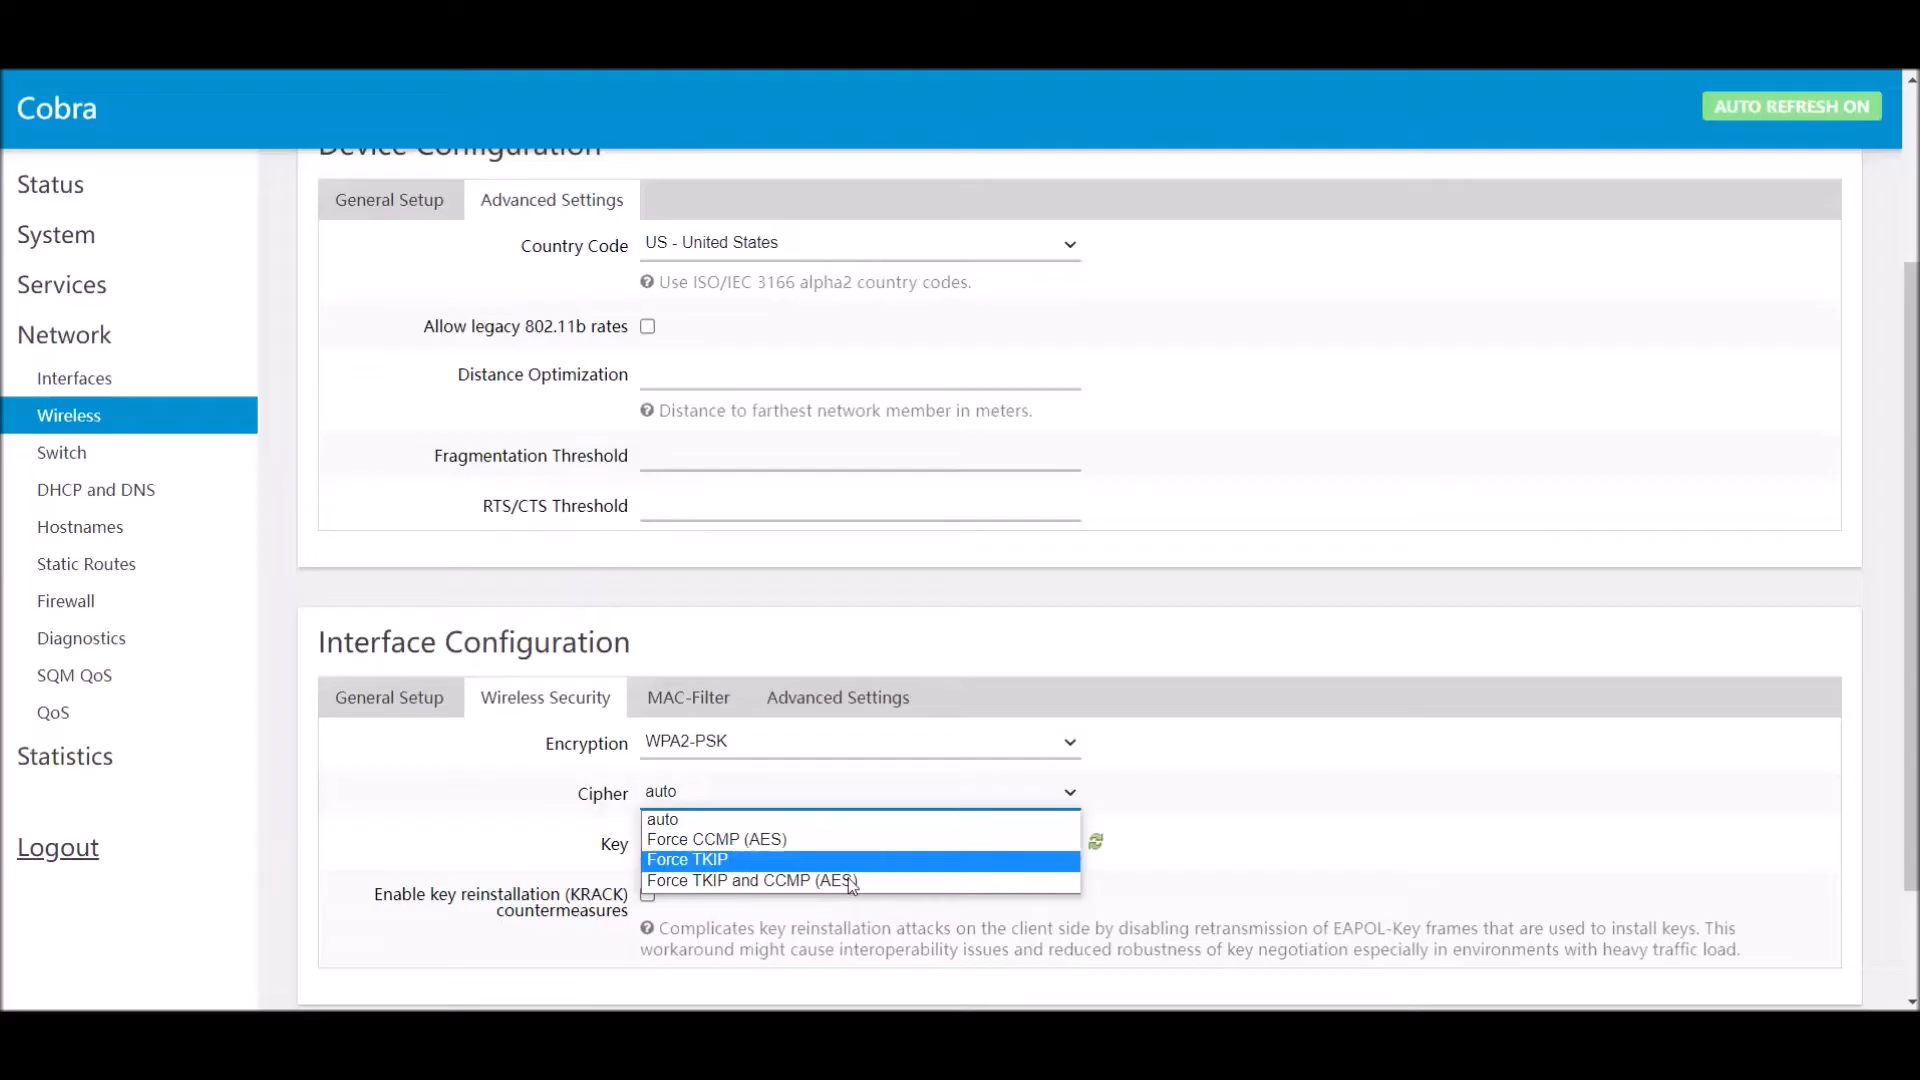 Cobra
AUTO REFRESH ON
Status
System
Services
Network
Interfaces
Wireless
Switch
DHCP and DNS
Hostnames
Static Routes
Firewall
Diagnostics
SQM QoS
QoS
Statistics
Logout
Device Configuration
General Setup
Advanced Settings
Country Code
US - United States
Use ISO/IEC 3166 alpha2 country codes.
Allow legacy 802.11b rates
Distance Optimization
Distance to farthest network member in meters.
Fragmentation Threshold
RTS/CTS Threshold
Interface Configuration
General Setup
Wireless Security
MAC-Filter
Advanced Settings
Encryption
WPA2-PSK
Cipher
auto
auto
Force CCMP (AES)
Force TKIP
Force TKIP and CCMP (AES)
Key
Enable key reinstallation (KRACK)
countermeasures
Complicates key reinstallation attacks on the client side by disabling retransmission of EAPOL-Key frames that are used to install keys. This
workaround might cause interoperability issues and reduced robustness of key negotiation especially in environments with heavy traffic load.